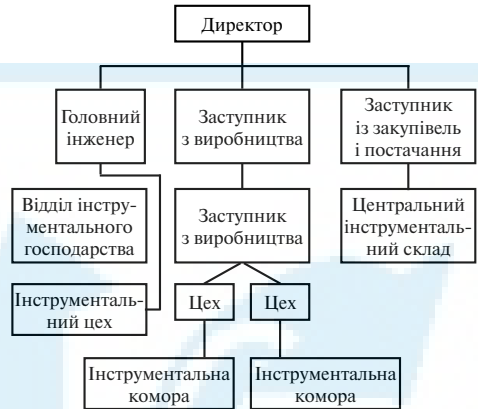 Директор
Головний
інженер
Заступник
з виробництва
Заступник
із закупівель
і постачання
Відділ інстру-
ментального
господарства
Заступник
з виробництва
Центральний
інструменталь-
ний склад
Інструменталь-
ний цех
Цех
Цех
Інструментальна
комора
Інструментальна
комора